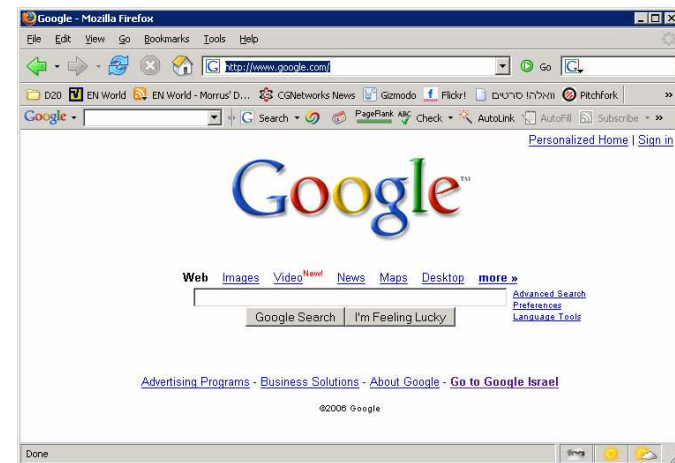 Google - Mozilla Firefox
File Edit View Go Bookmarks Tools Help
http://www.google.com/ Go
D20 EN World EN World - Morrus' D... CGNetworks News Gizmodo Flickr! וואלה! סרטים Pitchfork »
Google Search PageRank ABC Check AutoLink AutoFill Subscribe »
Personalized Home | Sign in
Google™
Web Images Video New! News Maps Desktop more »
Advanced Search
Preferences
Language Tools
Google Search I'm Feeling Lucky
Advertising Programs - Business Solutions - About Google - Go to Google Israel
©2006 Google
Done